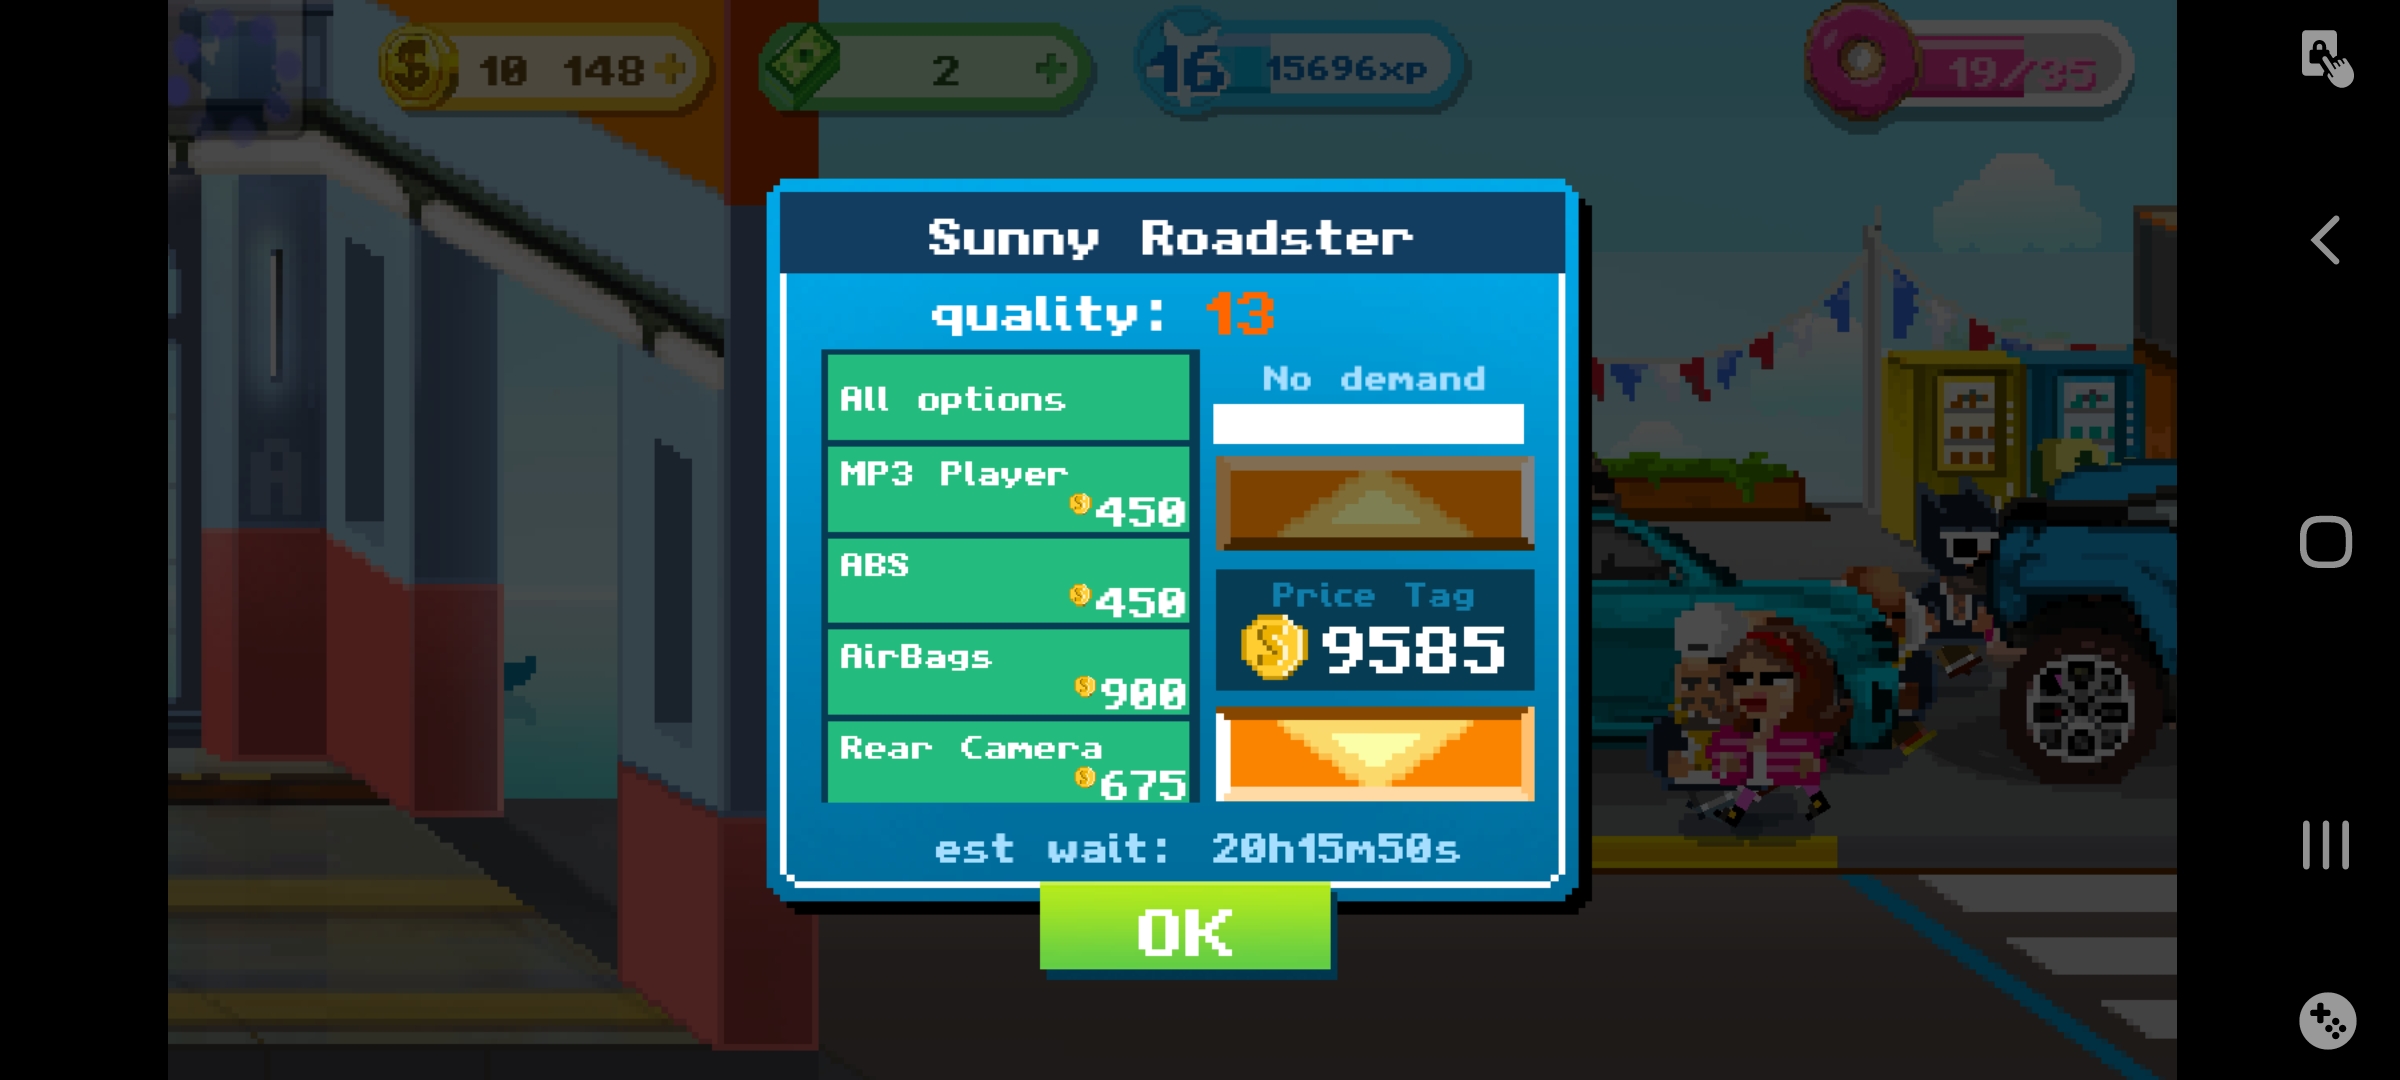 10 148
2
16
15696xp
19/35
Sunny Roadster
quality: 13
All options
No demand
MP3 Player
450
ABS
450
Price Tag
9585
AirBags
900
Rear Camera
675
est wait: 20h15m50s
OK